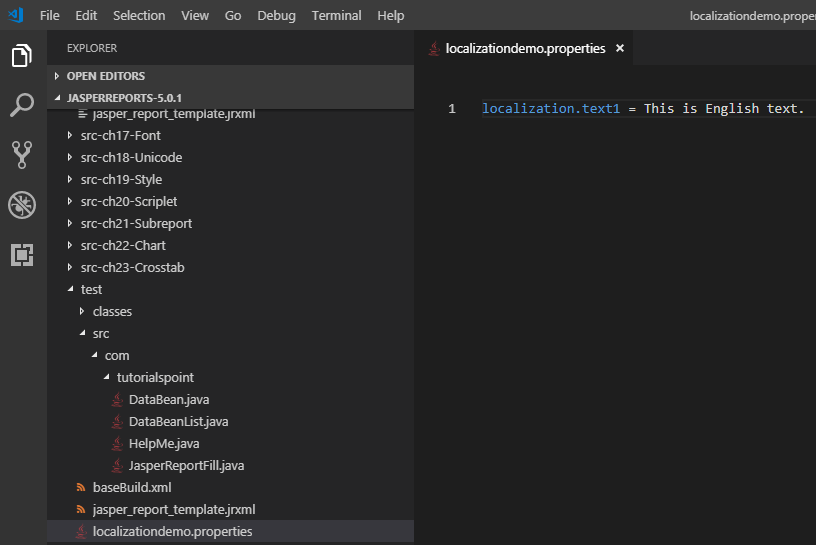 File Edit Selection View Go Debug Terminal Help localizationdemo.prope
EXPLORER
OPEN EDITORS
JASPERREPORTS-5.0.1
jasper_report_template.jrxml
src-ch17-Font
src-ch18-Unicode
src-ch19-Style
src-ch20-Scriplet
src-ch21-Subreport
src-ch22-Chart
src-ch23-Crosstab
test
classes
src
com
tutorialspoint
DataBean.java
DataBeanList.java
HelpMe.java
JasperReportFill.java
baseBuild.xml
jasper_report_template.jrxml
localizationdemo.properties
localizationdemo.properties ×
1 localization.text1 = This is English text.